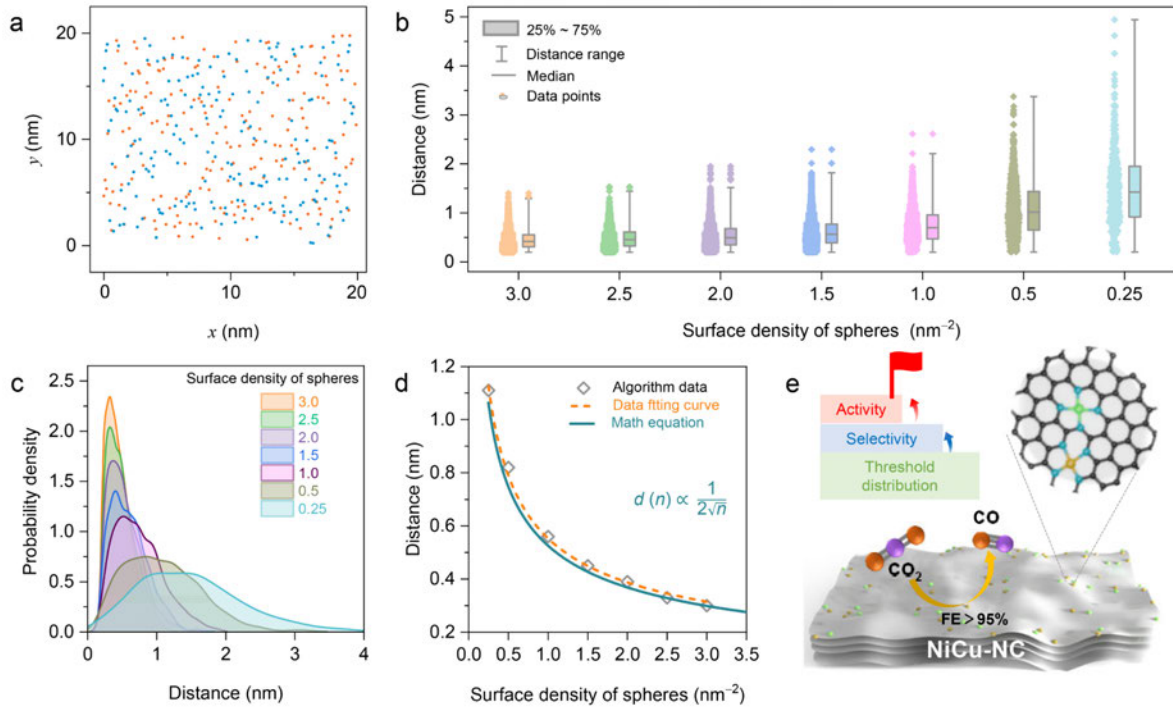 a
20
10
0
y (nm)
0
10
20
x (nm)
b
5
4
3
2
1
0
Distance (nm)
25% ~ 75%
Distance range
Median
Data points
3.0
2.5
2.0
1.5
1.0
0.5
0.25
Surface density of spheres (nm⁻²)
c
2.5
2.0
1.5
1.0
0.5
0.0
Probability density
Surface density of spheres
3.0
2.5
2.0
1.5
1.0
0.5
0.25
0
1
2
3
4
Distance (nm)
d
1.2
1.0
0.8
0.6
0.4
0.2
Distance (nm)
Algorithm data
Data ftting curve
Math equation
d (n) ∝ 1/2√n
0.0
0.5
1.0
1.5
2.0
2.5
3.0
3.5
Surface density of spheres (nm⁻²)
e
Activity
Selectivity
Threshold
distribution
CO
CO₂
FE > 95%
NiCu-NC